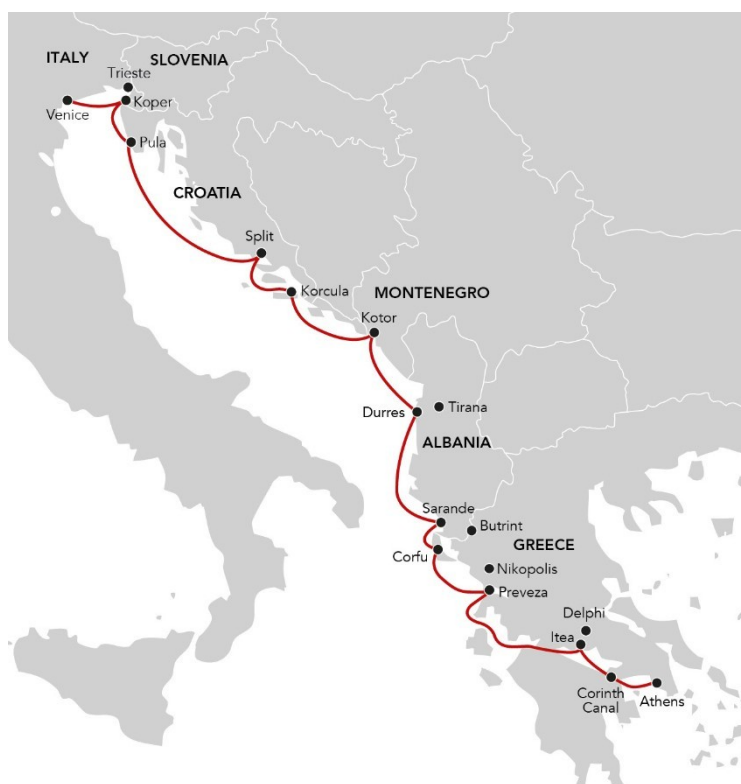 ITALY
SLOVENIA
Trieste
Koper
Venice
Pula
CROATIA
Split
Korcula
MONTENEGRO
Kotor
Durres
Tirana
ALBANIA
Sarande
Butrint
GREECE
Corfu
Nikopolis
Preveza
Delphi
Itea
Corinth
Canal
Athens